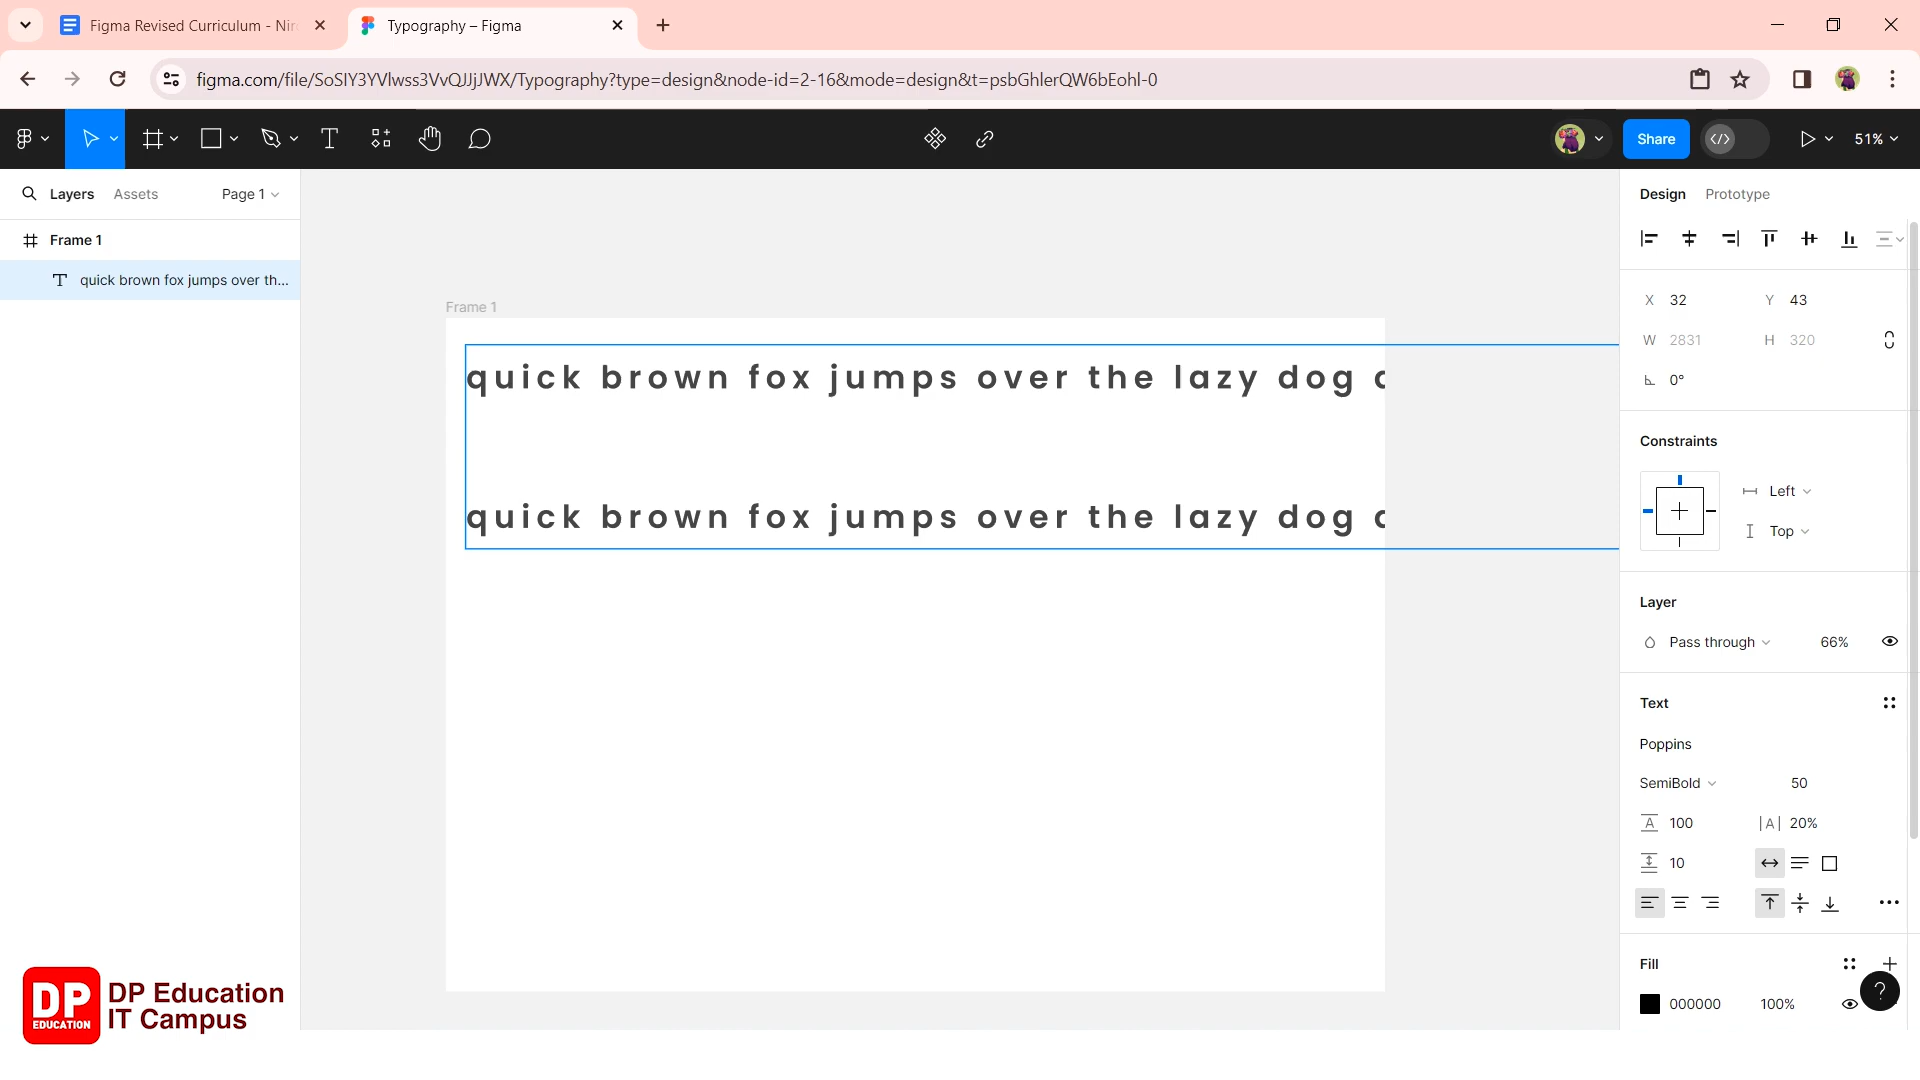 Figma Revised Curriculum - Nir
Typography – Figma
figma.com/file/SoSIY3YVlwss3VvQJJjJWX/Typography?type=design&node-id=2-16&mode=design&t=psbGhlerQW6bEohl-0
Share
51%
Layers
Assets
Page 1
Frame 1
quick brown fox jumps over th...
Frame 1
quick brown fox jumps over the lazy dog
quick brown fox jumps over the lazy dog
Design
Prototype
X 32
Y 43
W 2831
H 320
0°
Constraints
Left
Top
Layer
Pass through
66%
Text
Poppins
SemiBold
50
A 100
|A| 20%
10
Fill
000000
100%
?
DP
EDUCATION
DP Education
IT Campus